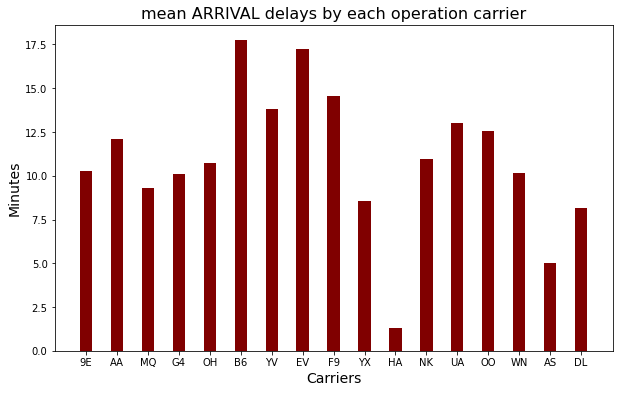 mean ARRIVAL delays by each operation carrier
Minutes
17.5
15.0
12.5
10.0
7.5
5.0
2.5
0.0
9E AA MQ G4 OH B6 YV EV F9 YX HA NK UA OO WN AS DL
Carriers